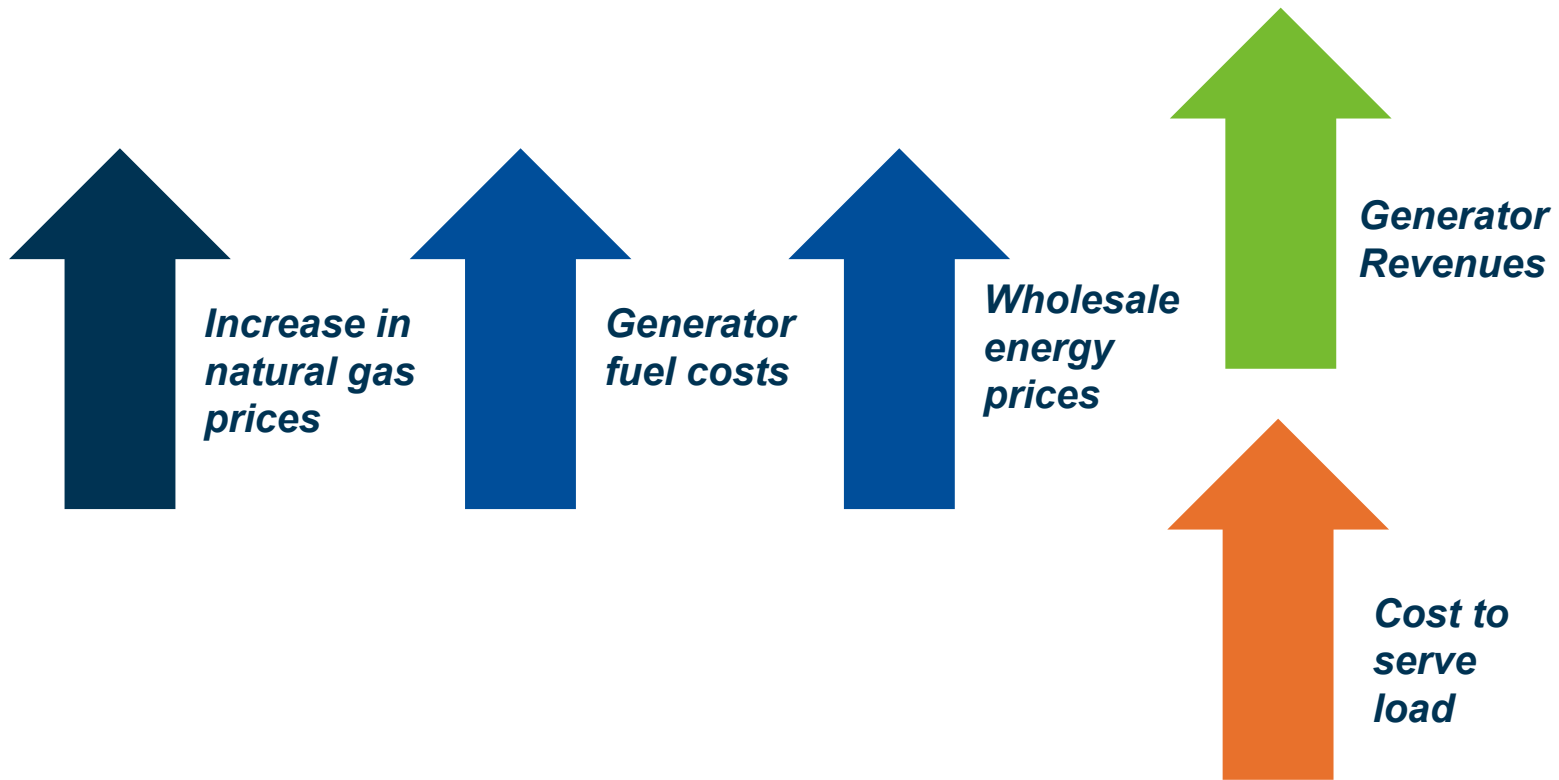 Increase in
natural gas
prices
Generator
fuel costs
Wholesale
energy
prices
Generator
Revenues
Cost to
serve
load